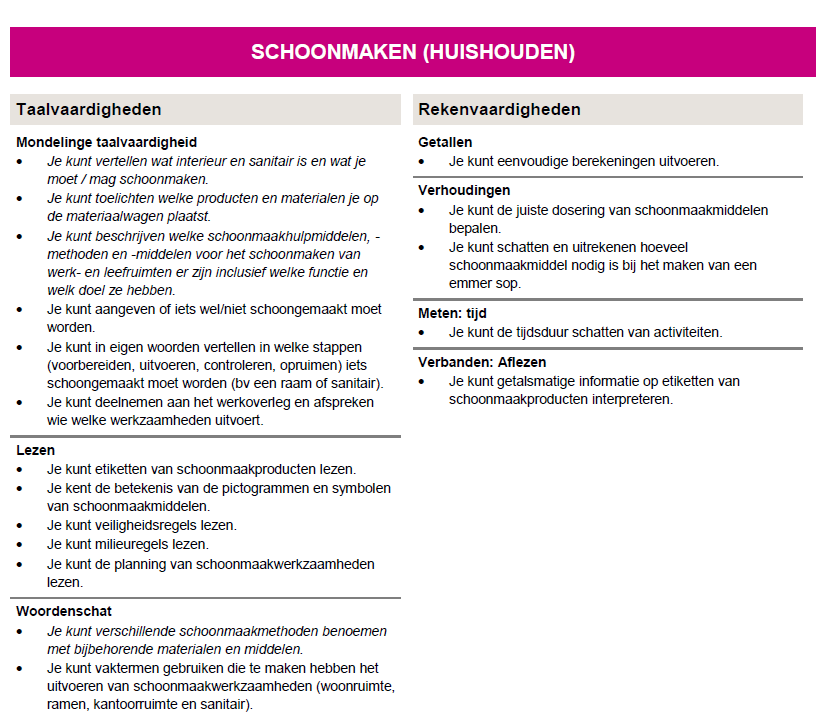 SCHOONMAKEN (HUISHOUDEN)
Taalvaardigheden
Mondelinge taalvaardigheid
• Je kunt vertellen wat interieur en sanitair is en wat je
moet / mag schoonmaken.
• Je kunt toelichten welke producten en materialen je op
de materiaalwagen plaatst.
• Je kunt beschrijven welke schoonmaakhulpmiddelen, -
methoden en -middelen voor het schoonmaken van
werk- en leefruimten er zijn inclusief welke functie en
welk doel ze hebben.
• Je kunt aangeven of iets wel/niet schoongemaakt moet
worden.
• Je kunt in eigen woorden vertellen in welke stappen
(voorbereiden, uitvoeren, controleren, opruimen) iets
schoongemaakt moet worden (bv een raam of sanitair).
• Je kunt deelnemen aan het werkoverleg en afspreken
wie welke werkzaamheden uitvoert.
Lezen
• Je kunt etiketten van schoonmaakproducten lezen.
• Je kent de betekenis van de pictogrammen en symbolen
van schoonmaakmiddelen.
• Je kunt veiligheidsregels lezen.
• Je kunt milieuregels lezen.
• Je kunt de planning van schoonmaakwerkzaamheden
lezen.
Woordenschat
• Je kunt verschillende schoonmaakmethoden benoemen
met bijbehorende materialen en middelen.
• Je kunt vaktermen gebruiken die te maken hebben het
uitvoeren van schoonmaakwerkzaamheden (woonruimte,
ramen, kantoorruimte en sanitair).
Rekenvaardigheden
Getallen
• Je kunt eenvoudige berekeningen uitvoeren.
Verhoudingen
• Je kunt de juiste dosering van schoonmaakmiddelen
bepalen.
• Je kunt schatten en uitrekenen hoeveel
schoonmaakmiddel nodig is bij het maken van een
emmer sop.
Meten: tijd
• Je kunt de tijdsduur schatten van activiteiten.
Verbanden: Aflezen
• Je kunt getalsmatige informatie op etiketten van
schoonmaakproducten interpreteren.